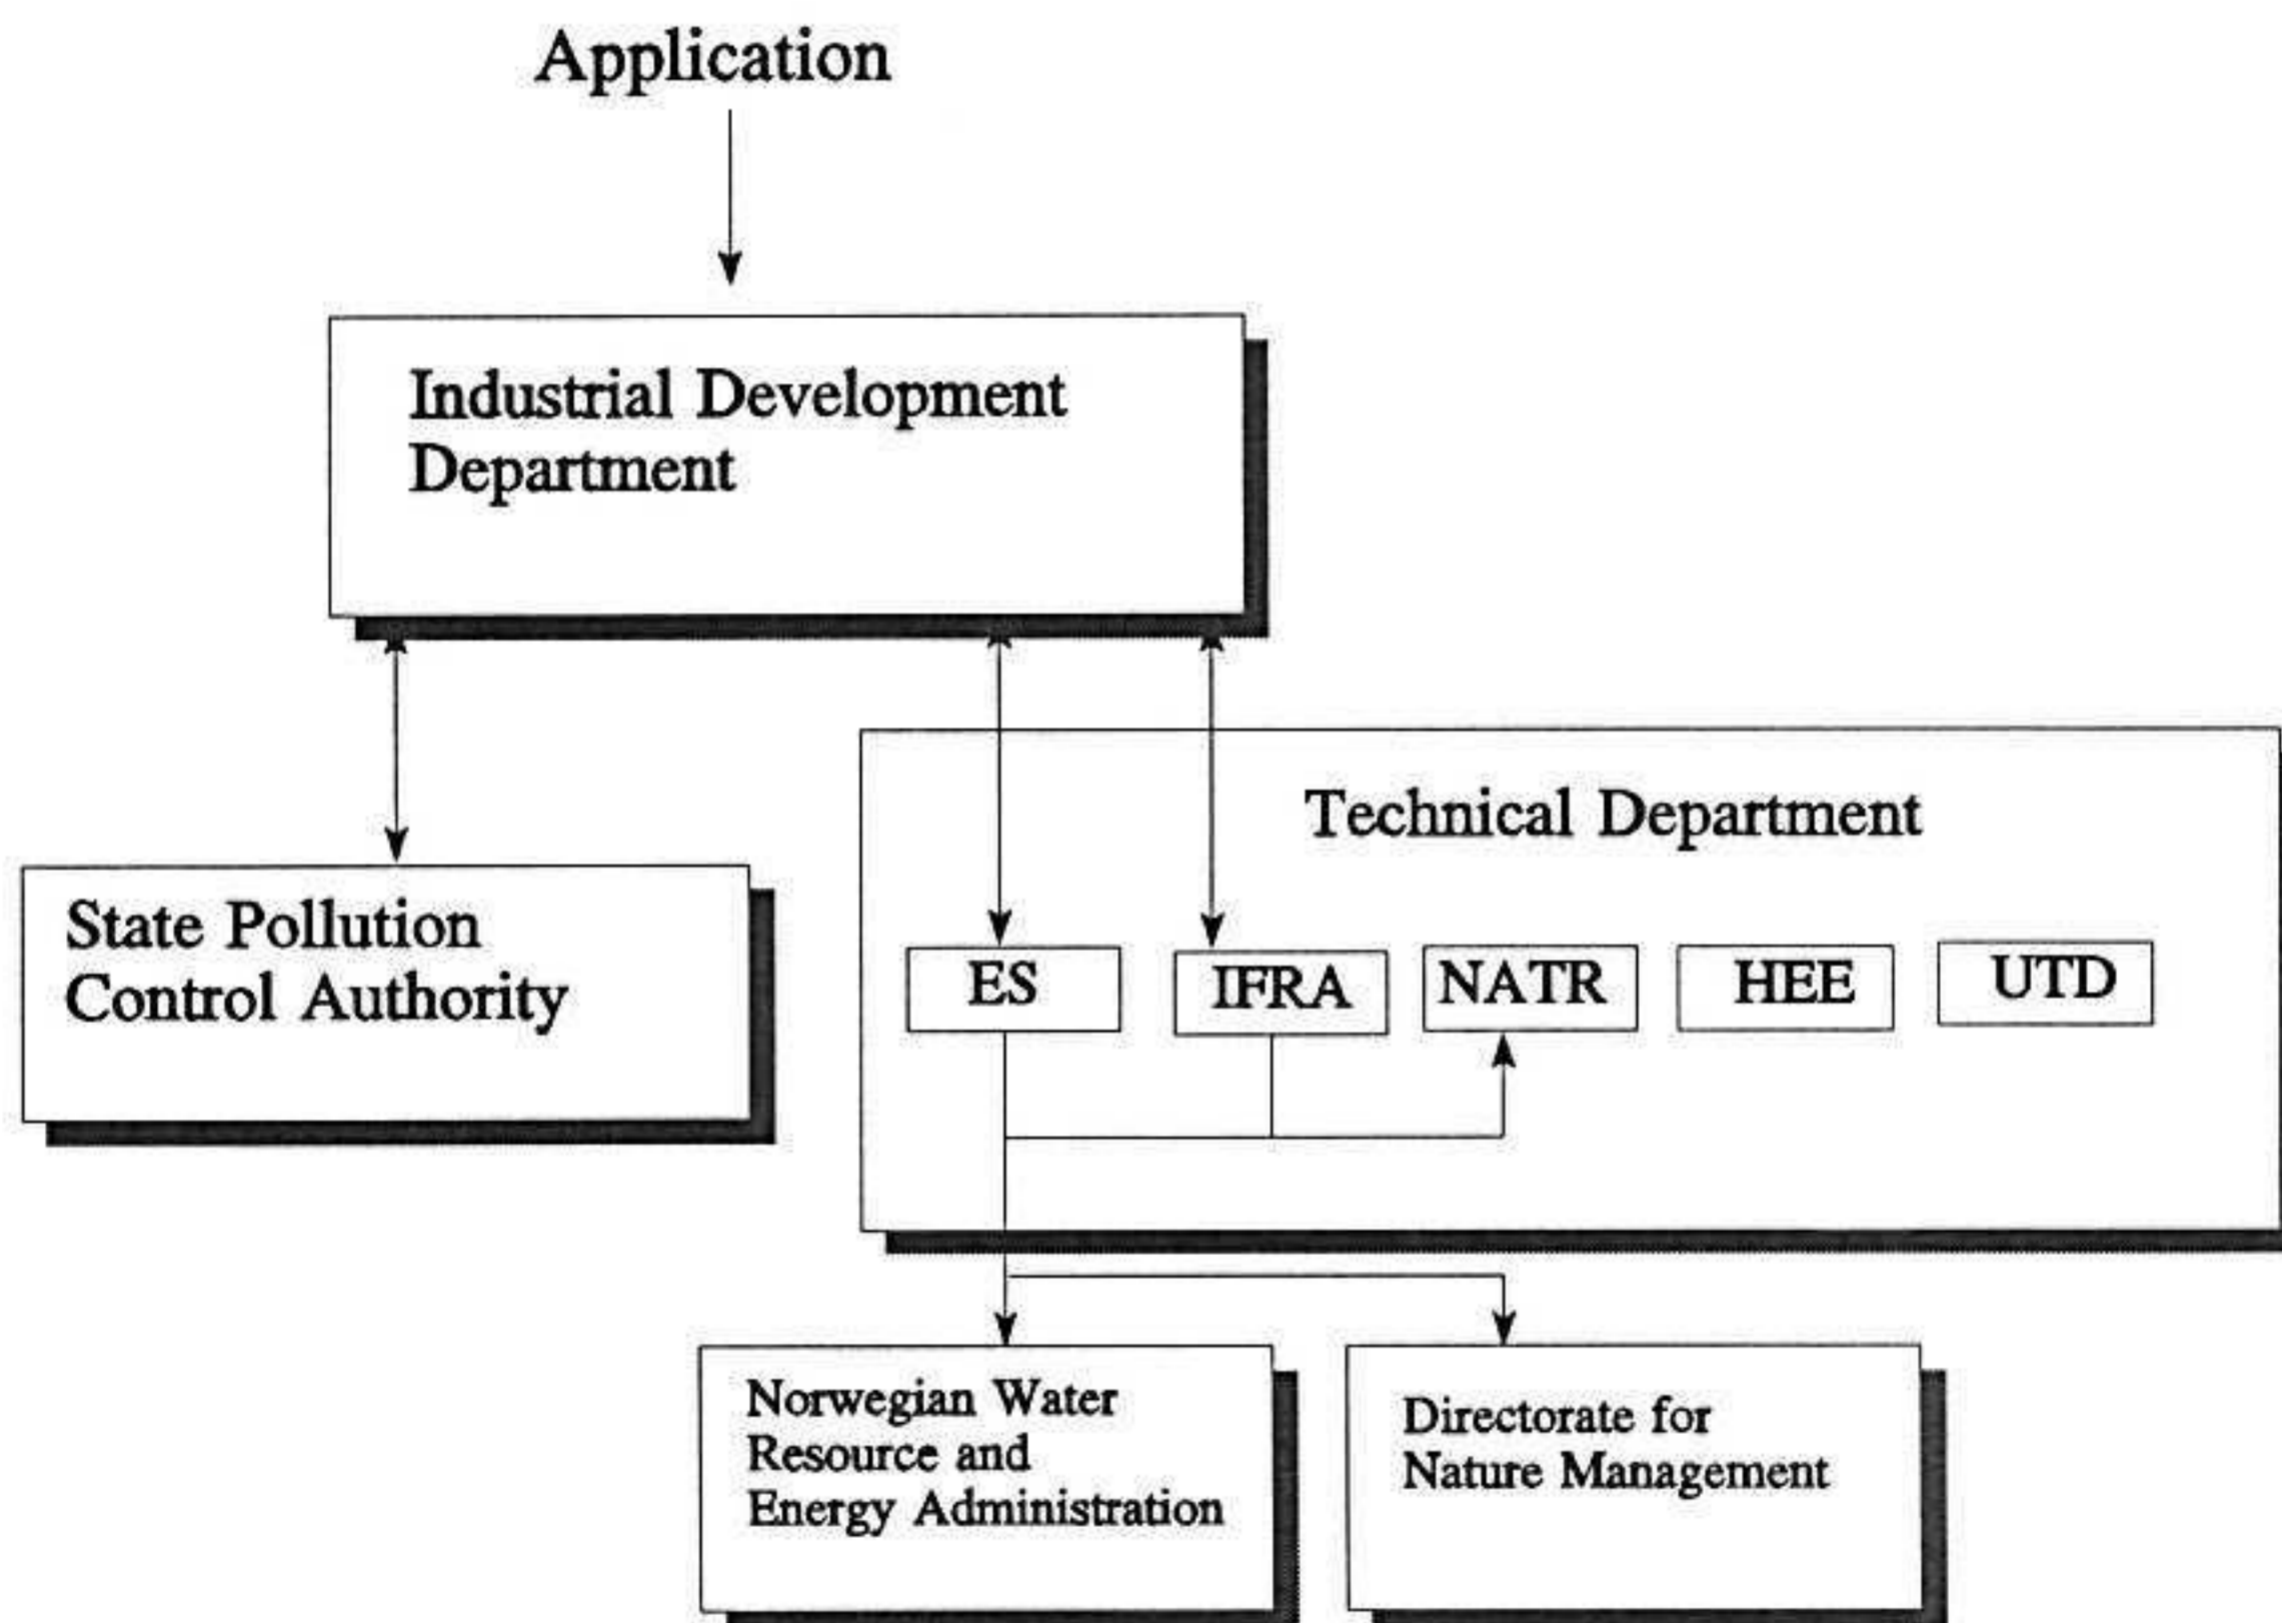 Application
Industrial Development
Department
State Pollution
Control Authority
Technical Department
ES
IFRA
NATR
HEE
UTD
Norwegian Water
Resource and
Energy Administration
Directorate for
Nature Management